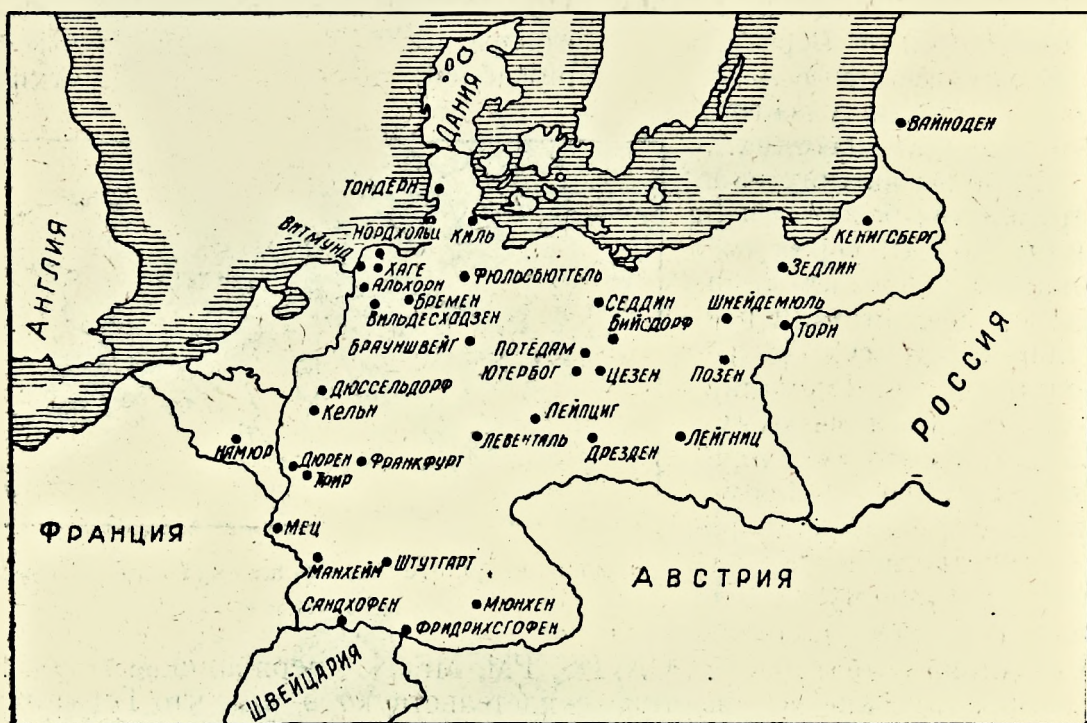 ДАНИЯ
ВАЙНОДЕН
ТОНДЕРН
АНГЛИЯ
ВИТМУНД
НОРДХОЛЬЦ
КИЛЬ
КЕНИГСБЕРГ
ХАГЕ
ФЮЛЬСБЮТТЕЛЬ
ЗЕДЛИН
АЛЬХОРН
БРЕМЕН
СЕДДИН
ШНЕЙДЕМЮЛЬ
ВИЛЬДЕСХАДЗЕН
БИЙСДОРФ
ТОРН
БРАУНШВЕЙГ
ПОТЕДАМ
РОССИЯ
ЮТЕРБОГ
ЦЕЗЕН
ПОЗЕН
ДЮССЕЛЬДОРФ
КЕЛЬН
ЛЕЙПЦИГ
НАМЮР
ЛЕВЕНТАЛЬ
ДРЕЗДЕН
ЛЕЙГНИЦ
ДЮРЕН
ФРАНКФУРТ
ТРИР
ФРАНЦИЯ
МЕЦ
МАНХЕЙМ
ШТУТГАРТ
АВСТРИЯ
САНДХОФЕН
МЮНХЕН
ФРИДРИХСГОФЕН
ШВЕЙЦАРИЯ